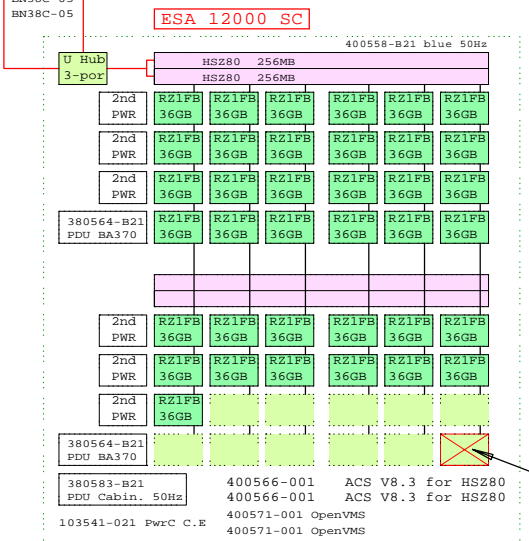 BN38C-05
ESA 12000 SC
400558-B21 blue 50Hz
U Hub HSZ80 256MB
3-por HSZ80 256MB
2nd RZ1FB RZ1FB RZ1FB RZ1FB RZ1FB RZ1FB
PWR 36GB 36GB 36GB 36GB 36GB 36GB
2nd RZ1FB RZ1FB RZ1FB RZ1FB RZ1FB RZ1FB
PWR 36GB 36GB 36GB 36GB 36GB 36GB
2nd RZ1FB RZ1FB RZ1FB RZ1FB RZ1FB RZ1FB
PWR 36GB 36GB 36GB 36GB 36GB 36GB
380564-B21 RZ1FB RZ1FB RZ1FB RZ1FB RZ1FB RZ1FB
PDU BA370 36GB 36GB 36GB 36GB 36GB 36GB
2nd RZ1FB RZ1FB RZ1FB RZ1FB RZ1FB RZ1FB
PWR 36GB 36GB 36GB 36GB 36GB 36GB
2nd RZ1FB RZ1FB RZ1FB RZ1FB RZ1FB RZ1FB
PWR 36GB 36GB 36GB 36GB 36GB 36GB
2nd RZ1FB
PWR 36GB
380564-B21
PDU BA370
380583-B21 400566-001 ACS V8.3 for HSZ80
PDU Cabin. 50Hz 400566-001 ACS V8.3 for HSZ80
103541-021 PwrC C.E 400571-001 OpenVMS
400571-001 OpenVMS